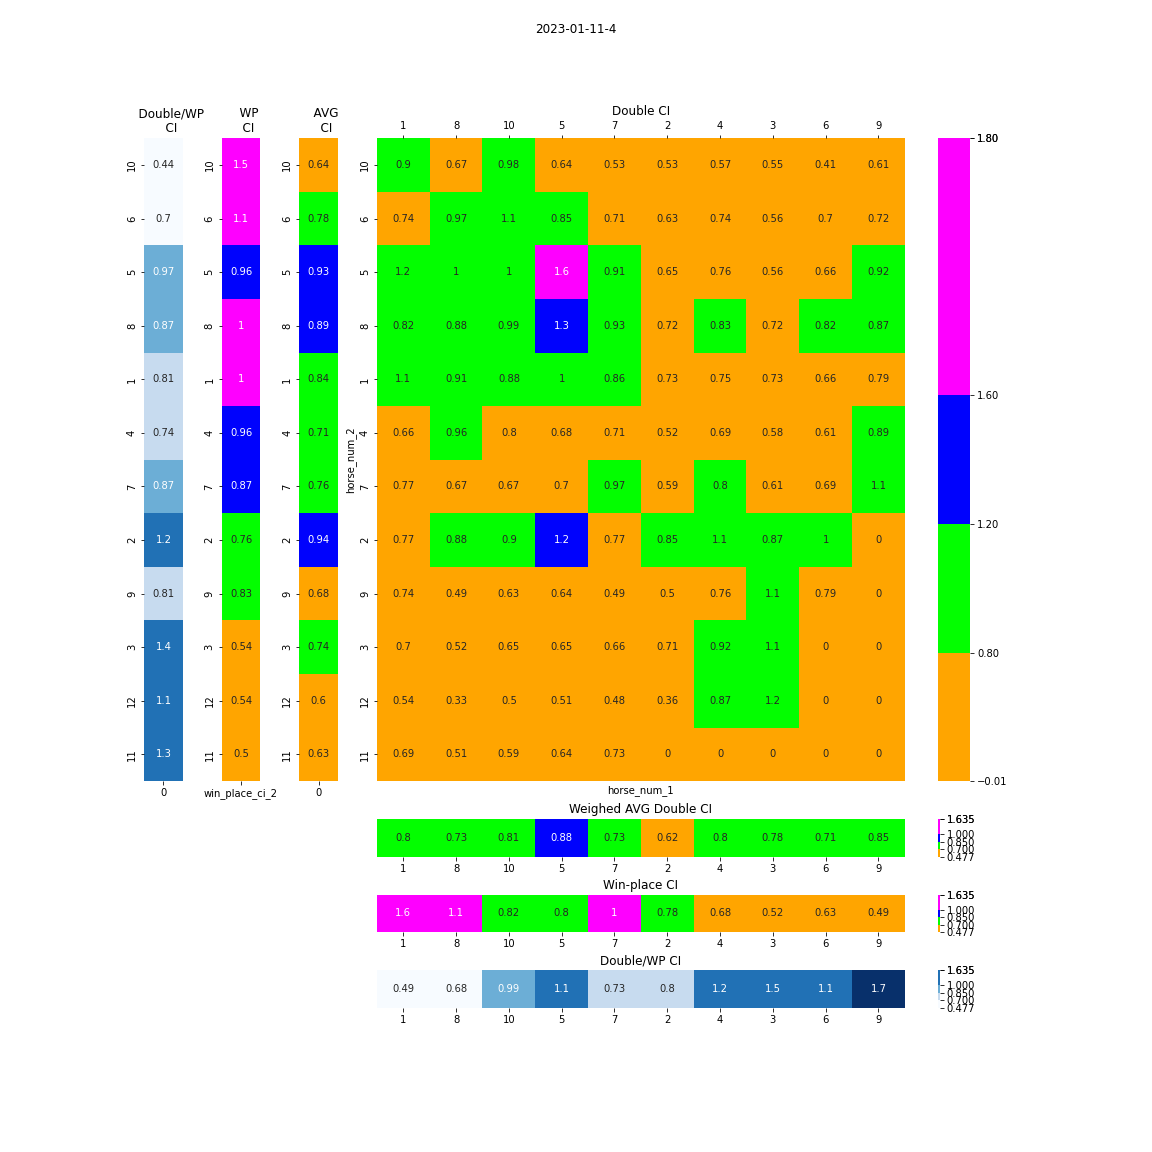 2023-01-11-4
Double/WP CI
WP CI
AVG CI
Double CI
1 8 10 5 7 2 4 3 6 9
10 0.44 10 1.5 10 0.64 10 0.9 0.67 0.98 0.64 0.53 0.53 0.57 0.55 0.41 0.61
6 0.7 6 1.1 6 0.78 6 0.74 0.97 1.1 0.85 0.71 0.63 0.74 0.56 0.7 0.72
5 0.97 5 0.96 5 0.93 5 1.2 1 1 1.6 0.91 0.65 0.76 0.56 0.66 0.92
8 0.87 8 1 8 0.89 8 0.82 0.88 0.99 1.3 0.93 0.72 0.83 0.72 0.82 0.87
1 0.81 1 1 1 0.84 1 1.1 0.91 0.88 1 0.86 0.73 0.75 0.73 0.66 0.79
4 0.74 4 0.96 4 0.71 4 0.66 0.96 0.8 0.68 0.71 0.52 0.69 0.58 0.61 0.89
7 0.87 7 0.87 7 0.76 7 0.77 0.67 0.67 0.7 0.97 0.59 0.8 0.61 0.69 1.1
2 1.2 2 0.76 2 0.94 2 0.77 0.88 0.9 1.2 0.77 0.85 1.1 0.87 1 0
9 0.81 9 0.83 9 0.68 9 0.74 0.49 0.63 0.64 0.49 0.5 0.76 1.1 0.79 0
3 1.4 3 0.54 3 0.74 3 0.7 0.52 0.65 0.65 0.66 0.71 0.92 1.1 0 0
12 1.1 12 0.54 12 0.6 12 0.54 0.33 0.5 0.51 0.48 0.36 0.87 1.2 0 0
11 1.3 11 0.5 11 0.63 11 0.69 0.51 0.59 0.64 0.73 0 0 0 0 0
horse_num_2
1.80
1.60
1.20
0.80
−0.01
0 win_place_ci_2 0 horse_num_1
Weighed AVG Double CI
0.8 0.73 0.81 0.88 0.73 0.62 0.8 0.78 0.71 0.85
1 8 10 5 7 2 4 3 6 9
1.635
1.000
0.850
0.700
0.477
Win-place CI
1.6 1.1 0.82 0.8 1 0.78 0.68 0.52 0.63 0.49
1 8 10 5 7 2 4 3 6 9
1.635
1.000
0.850
0.700
0.477
Double/WP CI
0.49 0.68 0.99 1.1 0.73 0.8 1.2 1.5 1.1 1.7
1 8 10 5 7 2 4 3 6 9
1.635
1.000
0.850
0.700
0.477